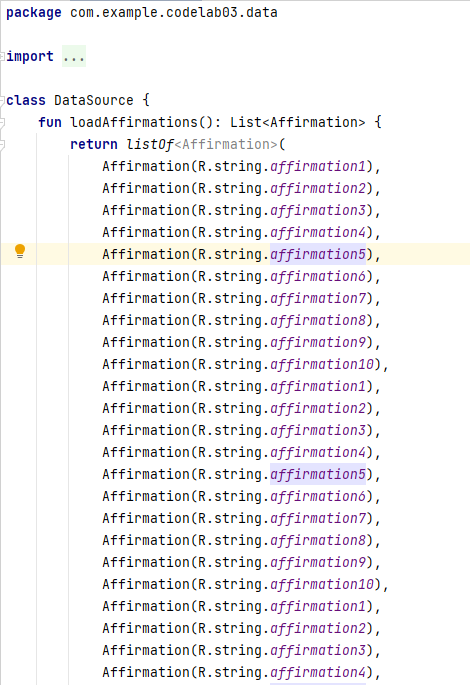 package com.example.codelab03.data
import ...
class DataSource {
fun loadAffirmations(): List<Affirmation> {
return listOf<Affirmation>(
Affirmation(R.string.affirmation1),
Affirmation(R.string.affirmation2),
Affirmation(R.string.affirmation3),
Affirmation(R.string.affirmation4),
Affirmation(R.string.affirmation5),
Affirmation(R.string.affirmation6),
Affirmation(R.string.affirmation7),
Affirmation(R.string.affirmation8),
Affirmation(R.string.affirmation9),
Affirmation(R.string.affirmation10),
Affirmation(R.string.affirmation1),
Affirmation(R.string.affirmation2),
Affirmation(R.string.affirmation3),
Affirmation(R.string.affirmation4),
Affirmation(R.string.affirmation5),
Affirmation(R.string.affirmation6),
Affirmation(R.string.affirmation7),
Affirmation(R.string.affirmation8),
Affirmation(R.string.affirmation9),
Affirmation(R.string.affirmation10),
Affirmation(R.string.affirmation1),
Affirmation(R.string.affirmation2),
Affirmation(R.string.affirmation3),
Affirmation(R.string.affirmation4),